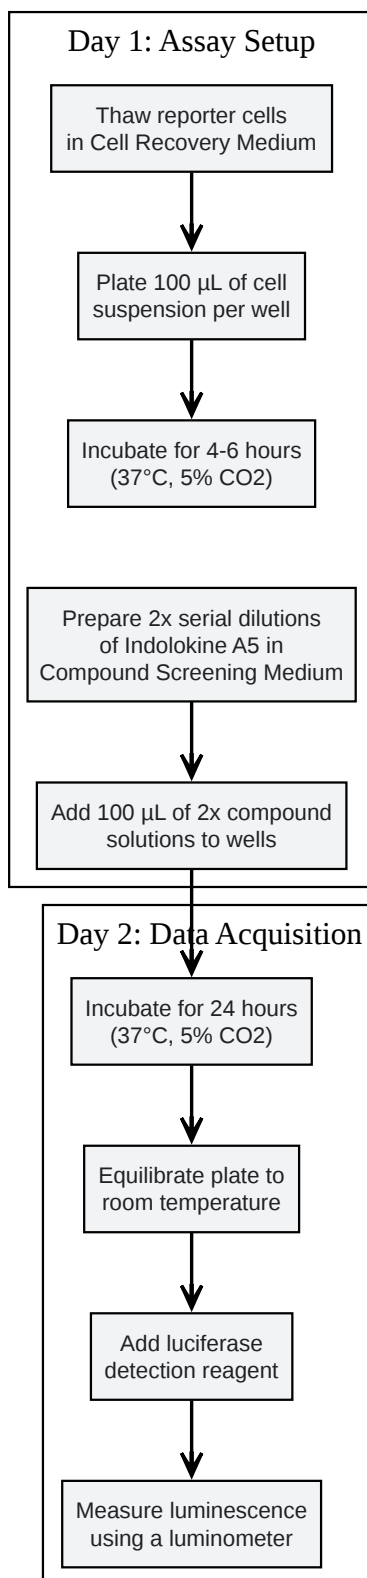 Day 1: Assay Setup
Thaw reporter cells
in Cell Recovery Medium
Plate 100 µL of cell
suspension per well
Incubate for 4-6 hours
(37°C, 5% CO2)
Prepare 2x serial dilutions
of Indolokine A5 in
Compound Screening Medium
Add 100 µL of 2x compound
solutions to wells
Day 2: Data Acquisition
Incubate for 24 hours
(37°C, 5% CO2)
Equilibrate plate to
room temperature
Add luciferase
detection reagent
Measure luminescence
using a luminometer